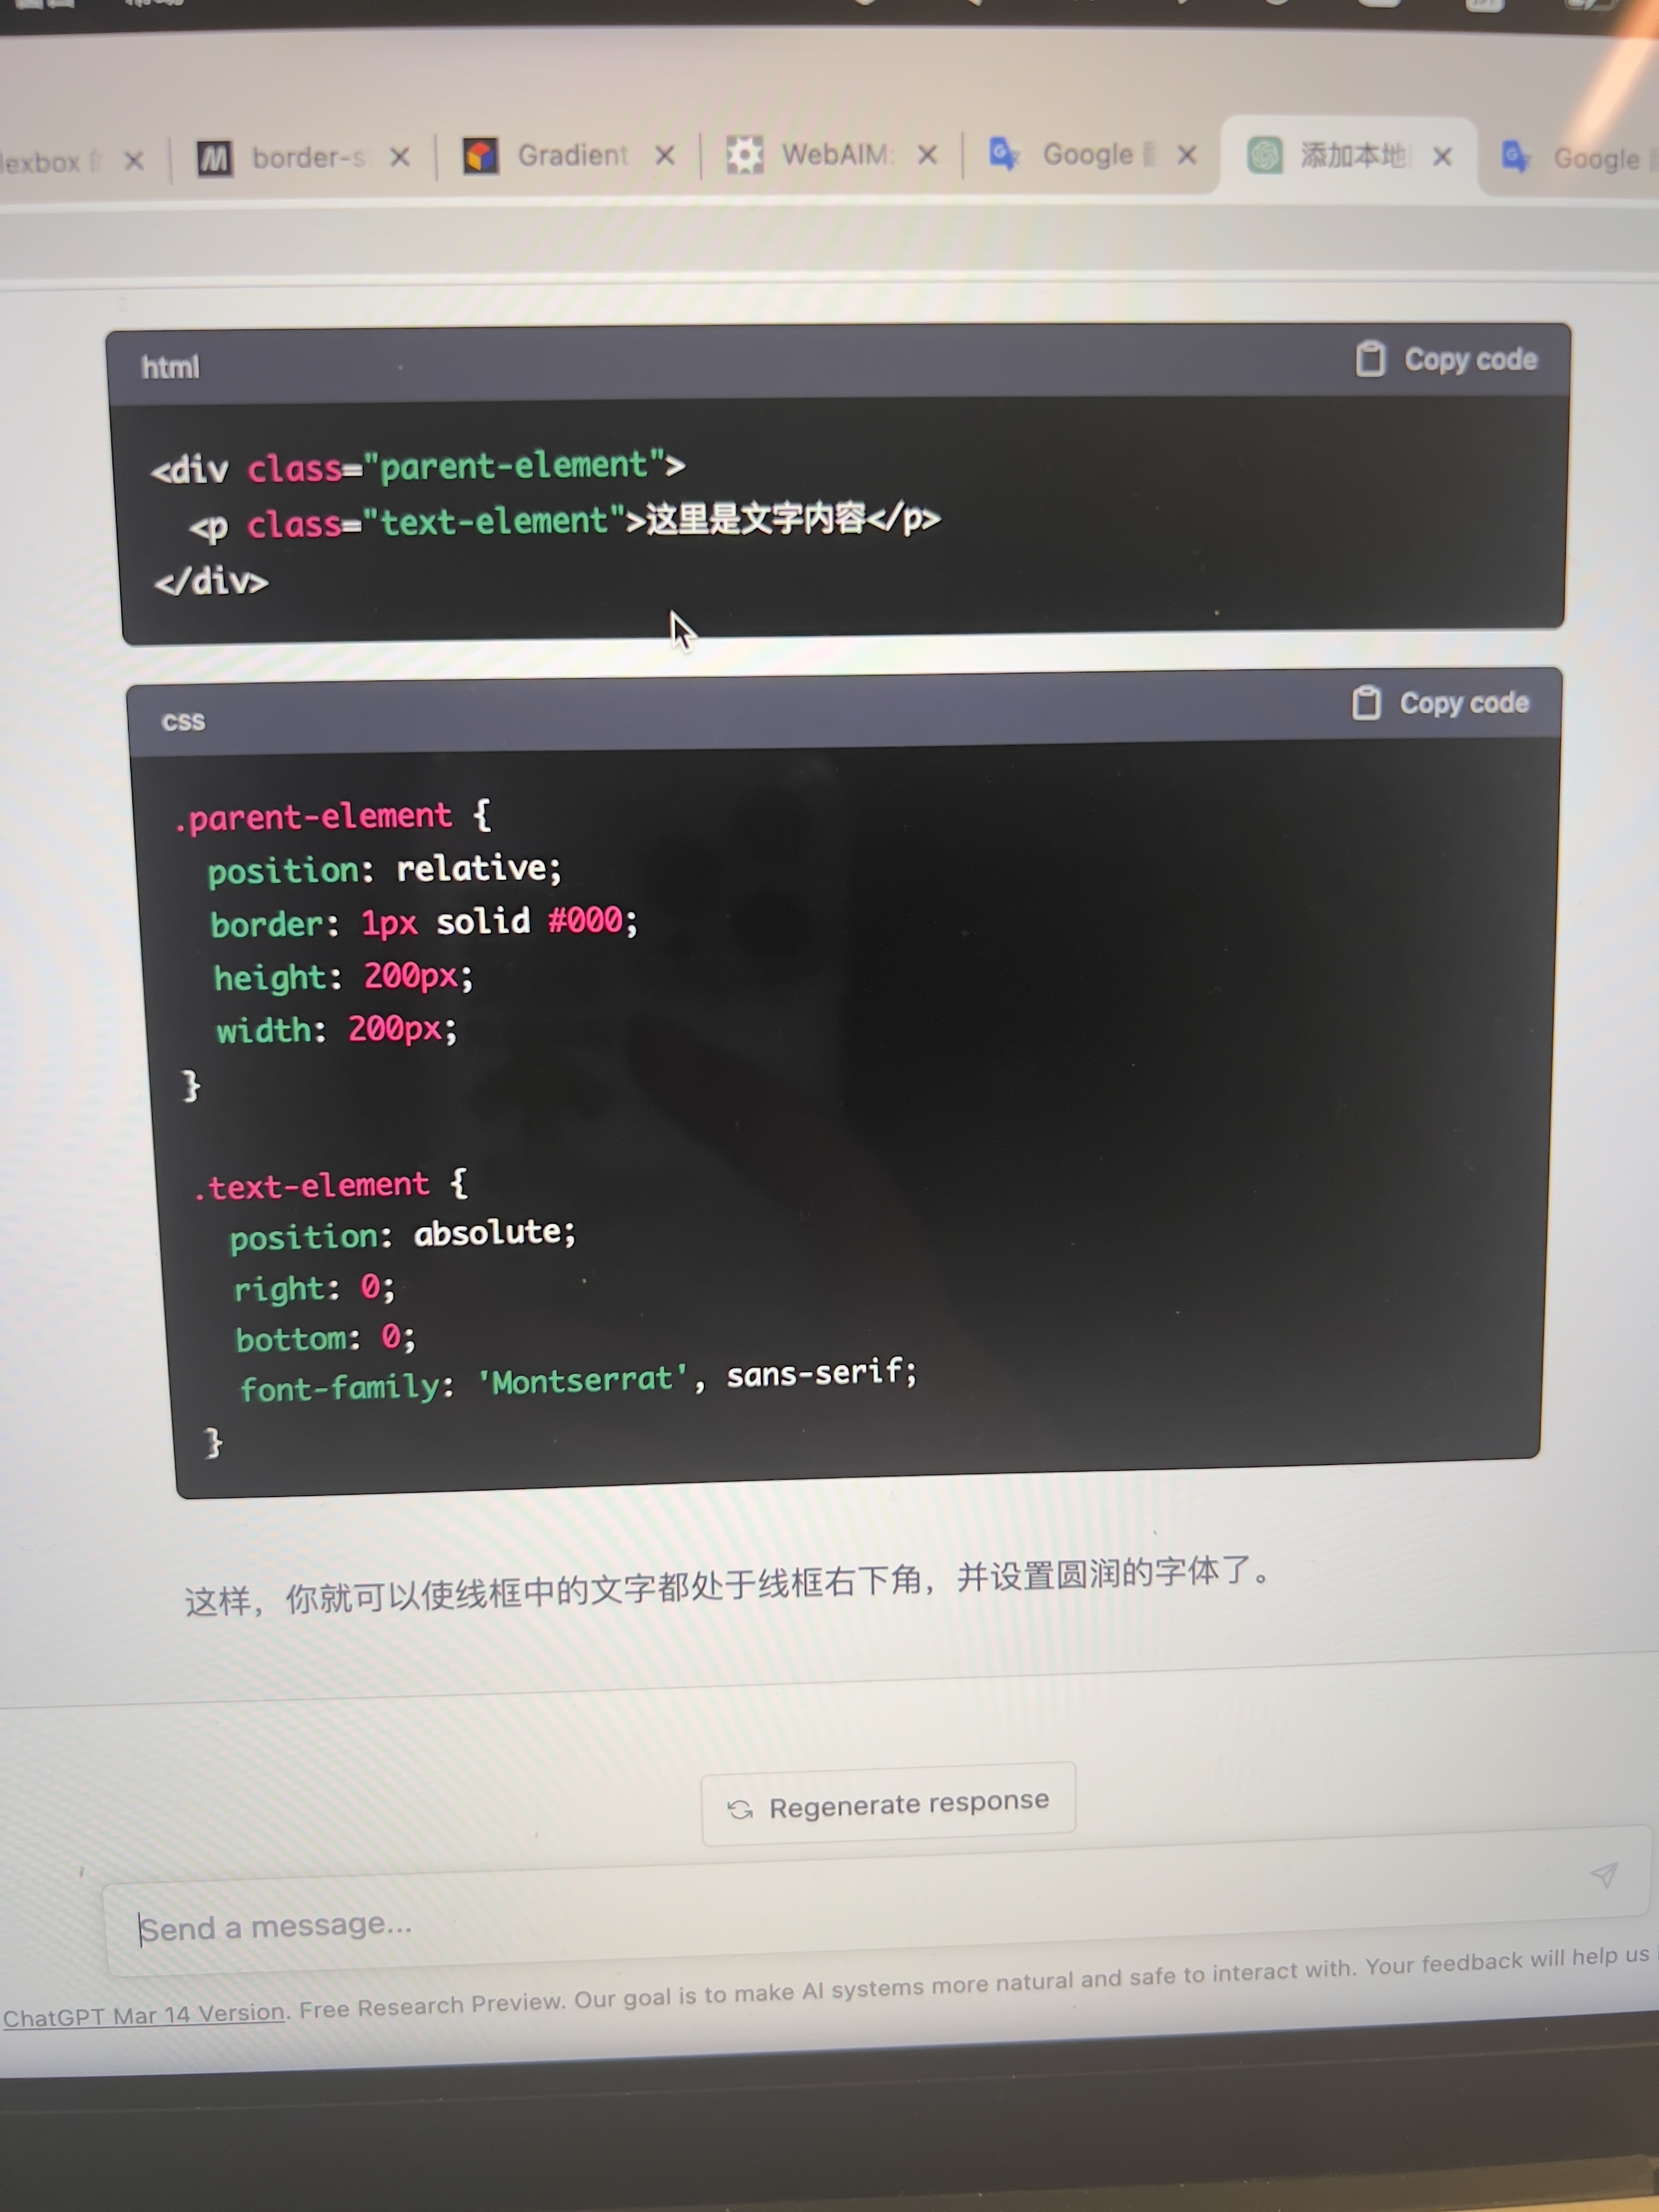 lexbox
border-s
Gradient
WebAIM:
Google
添加本地
Google
html
Copy code
<div class="parent-element">
<p class="text-element">这里是文字内容</p>
</div>
css
Copy code
.parent-element {
position: relative;
border: 1px solid #000;
height: 200px;
width: 200px;
}
.text-element {
position: absolute;
right: 0;
bottom: 0;
font-family: 'Montserrat', sans-serif;
}
这样，你就可以使线框中的文字都处于线框右下角，并设置圆润的字体了。
Regenerate response
Send a message...
ChatGPT Mar 14 Version. Free Research Preview. Our goal is to make AI systems more natural and safe to interact with. Your feedback will help us